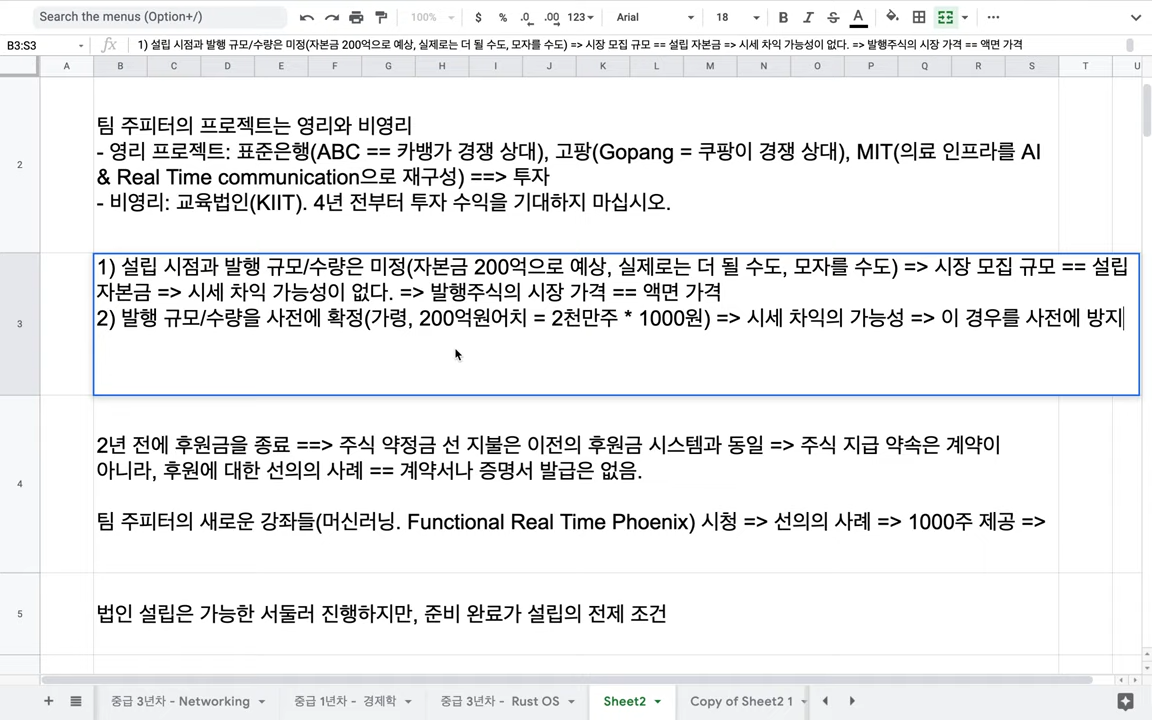 Search the menus (Option+/)
100%
$ % .0 .00 123
Arial
18
B I S A
B3:S3
fx
1) 설립 시점과 발행 규모/수량은 미정(자본금 200억으로 예상, 실제로는 더 될 수도, 모자를 수도) => 시장 모집 규모 == 설립 자본금 => 시세 차익 가능성이 없다. => 발행주식의 시장 가격 == 액면 가격
A B C D E F G H I J K L M N O P Q R S T U
2
팀 주피터의 프로젝트는 영리와 비영리
- 영리 프로젝트: 표준은행(ABC == 카뱅가 경쟁 상대), 고팡(Gopang = 쿠팡이 경쟁 상대), MIT(의료 인프라를 AI
& Real Time communication으로 재구성) ==> 투자
- 비영리: 교육법인(KIIT). 4년 전부터 투자 수익을 기대하지 마십시오.
3
1) 설립 시점과 발행 규모/수량은 미정(자본금 200억으로 예상, 실제로는 더 될 수도, 모자를 수도) => 시장 모집 규모 == 설립
자본금 => 시세 차익 가능성이 없다. => 발행주식의 시장 가격 == 액면 가격
2) 발행 규모/수량을 사전에 확정(가령, 200억원어치 = 2천만주 * 1000원) => 시세 차익의 가능성 => 이 경우를 사전에 방지
4
2년 전에 후원금을 종료 ==> 주식 약정금 선 지불은 이전의 후원금 시스템과 동일 => 주식 지급 약속은 계약이
아니라, 후원에 대한 선의의 사례 == 계약서나 증명서 발급은 없음.
팀 주피터의 새로운 강좌들(머신러닝. Functional Real Time Phoenix) 시청 => 선의의 사례 => 1000주 제공 =>
5
법인 설립은 가능한 서둘러 진행하지만, 준비 완료가 설립의 전제 조건
중급 3년차 - Networking
중급 1년차 - 경제학
중급 3년차 - Rust OS
Sheet2
Copy of Sheet2 1